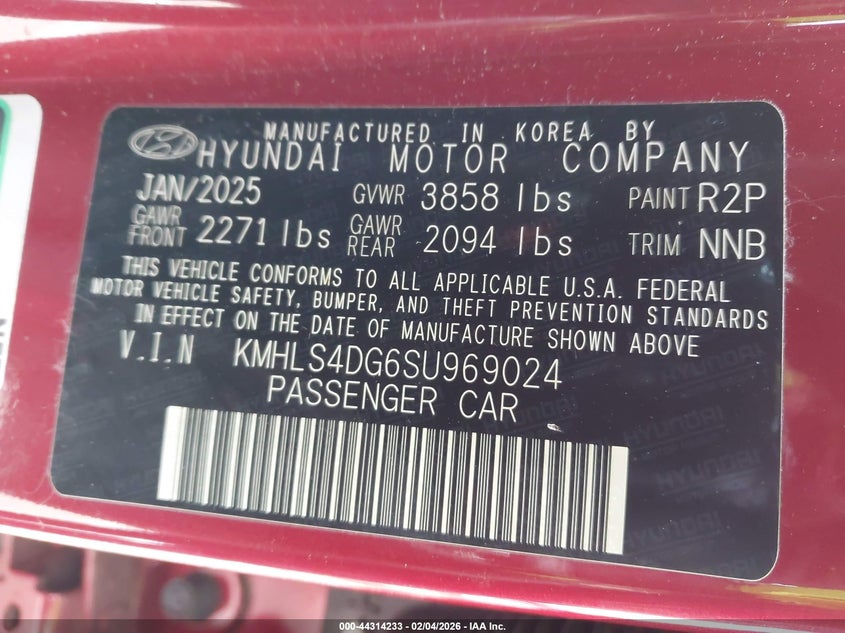 MANUFACTURED IN KOREA BY
HYUNDAI MOTOR COMPANY
JAN/2025 GVWR 3858 lbs PAINT R2P
GAWR FRONT 2271 lbs GAWR REAR 2094 lbs TRIM NNB
THIS VEHICLE CONFORMS TO ALL APPLICABLE U.S.A. FEDERAL
MOTOR VEHICLE SAFETY, BUMPER, AND THEFT PREVENTION STANDARDS
IN EFFECT ON THE DATE OF MANUFACTURE SHOWN ABOVE
V.I.N KMHLS4DG6SU969024
PASSENGER CAR
000-44314233 - 02/04/2026 - IAA Inc.